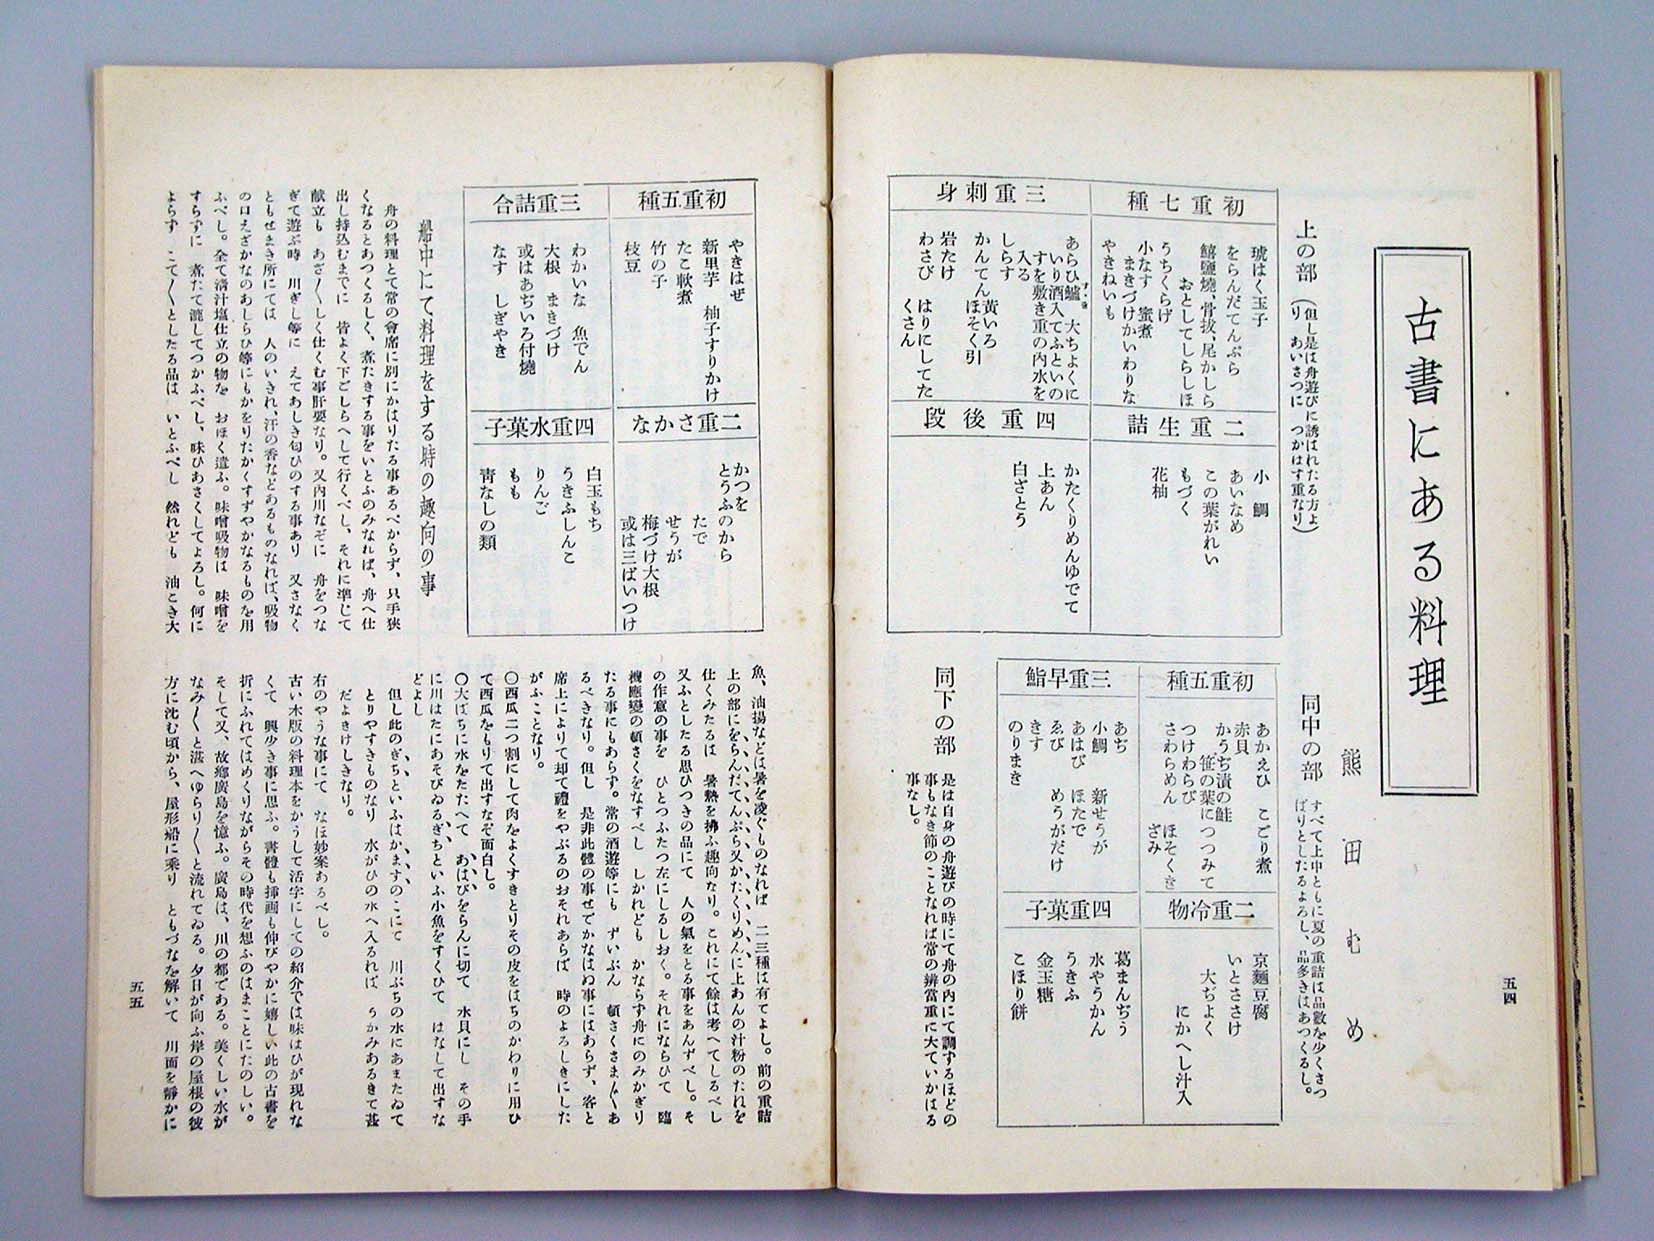 古書にある料理
熊田むめ
上の部
(但し是は舟遊びに誘はれたる方よ
り　あいさつに　つかはす重なり)
初重七種
琥はく玉子
をらんだてんぷら
鱚鹽燒、骨拔、尾かしら
おとしてしらしほ
うちくらげ
小なす　蜜煮
まきづけかいわりな
やきねいも
二重生詰
小鯛
あいなめ
この葉がれい
もづく
花柚
三重刺身
あらひ鱸　大ちよくに
いり酒入てふといの
すを敷き重の内水を
入る
しらす
かんてん　黄いろ
ほそく引
岩たけ
わさび　はりにしてた
くさん
四重後段
かたくりめんゆでて
上あん
白ざとう
同中の部
すべて上中ともに夏の重詰は品數を少くさつ
ぱりとしたるよろし、品多きはあつくるし。
初重五種
あかえひ　こごり煮
赤貝
かうぢ漬の鮭
笹の葉につつみて
つけわらび
さわらめん　ほそくき
ざみ
二重冷物
京麺豆腐
いとささけ
大ぢよく
にかへし汁入
三重早鮨
あぢ
小鯛　新せうが
あはび　ほたで
ゑび　めうがだけ
きす
のりまき
四重菓子
葛まんぢう
水やうかん
うきふ
金玉糖
こほり餅
同下の部
是は自身の舟遊びの時にて舟の內にて調ずるほどの
事もなき節のことなれば常の辨當重に大ていかはる
事なし。
五四
初重五種
やきはぜ
新里芋　柚子すりかけ
たこ軟煮
竹の子
枝豆
二重さかな
かつを
とうふのから
たで
せうが
梅づけ大根
或は三ばいつけ
三重詰合
わかいな　魚でん
大根　まきづけ
或はあぢいろ付燒
なす　しぎやき
四重水菓子
白玉もち
うきふしんこ
りんご
もも
靑なしの類
船中にて料理をする時の趣向の事
舟の料理とて常の會席に別にかはりたる事あるべからず、只手狹
くなるとあつくるしく、煮たきする事をいとふのみなれば、舟へ仕
出し持込むまでに　皆よく下ごしらへして行くべし、それに準じて
献立も　あざ〱しく仕くむ事肝要なり。又內川なぞに　舟をつな
ぎて遊ぶ時　川ぎし等に　えてあしき匂ひのする事あり　又さなく
ともせまき所にては　人のいきれ、汗の香などあるものなれば、吸物
の口えざかなのあしらひ等にもかをりたかくすずやかなるものを用
ふべし。全て淸汁塩仕立の物を　おほく遣ふ。味噌吸物は　味噌を
すらずに　煮たて漉してつかふべし、味ひあさくしてよろし。何に
よらず　こて〱としたる品は　いとふべし　然れども　油こき大
魚、油揚などは暑を凌ぐものなれば　二三種は有てよし。前の重詰
上の部にをらんだてんぷら又かたくりめんに上あんの汁粉のたれを
仕くみたるは　暑熱を拂ふ趣向なり。これにて餘は考へてしるべし
又ふとしたる思ひつきの品にて　人の氣をとる事をあんずべし。そ
の作意の事を　ひとつふたつ左にしるしおく。それにならひて　臨
機應變の頓さくをなすべし　しかれども　かならず舟にのみかぎり
たる事にもあらず。常の酒遊等にも　ずいぶん　頓さくさま〲あ
るべきなり。但し　是非此體の事せでかなはぬ事にはあらず、客と
席上によりて却て禮をやぶるのおそれあらば　時のよろしきにした
がふことなり。
〇西瓜二つ割にして肉をよくすきとりその皮をはちのかわりに用ひ
て西瓜をもりて出すなぞ面白し。
〇大ばちに水をたたへて　あはびをらんに切て　水貝にし　その手
に川はたにあそびゐるぎちといふ小魚をすくひて　はなして出すな
どよし
但し此のぎちといふはかますのこにて　川ぶちの水にあまたゐて
とりやすきものなり　水がひの水へ入るれば　うかみあるきて甚
だよきけしきなり。
右のやうな事にて　なほ妙案あるべし。
古い木版の料理本をかうして活字にしての紹介では味はひが現れな
くて　興少き事に思ふ。書體も揷画も伸びやかに嬉しい此の古書を
折にふれてはめくりながらその時代を想ふのはまことにたのしい。
そして又、故鄕廣島を憶ふ。廣島は、川の都である。美くしい水が
なみ〱と湛へゆらり〱と流れてゐる。夕日が向ふ岸の屋根の彼
方に沈む頃から、屋形船に乘り　ともづなを解いて　川面を靜かに
五五